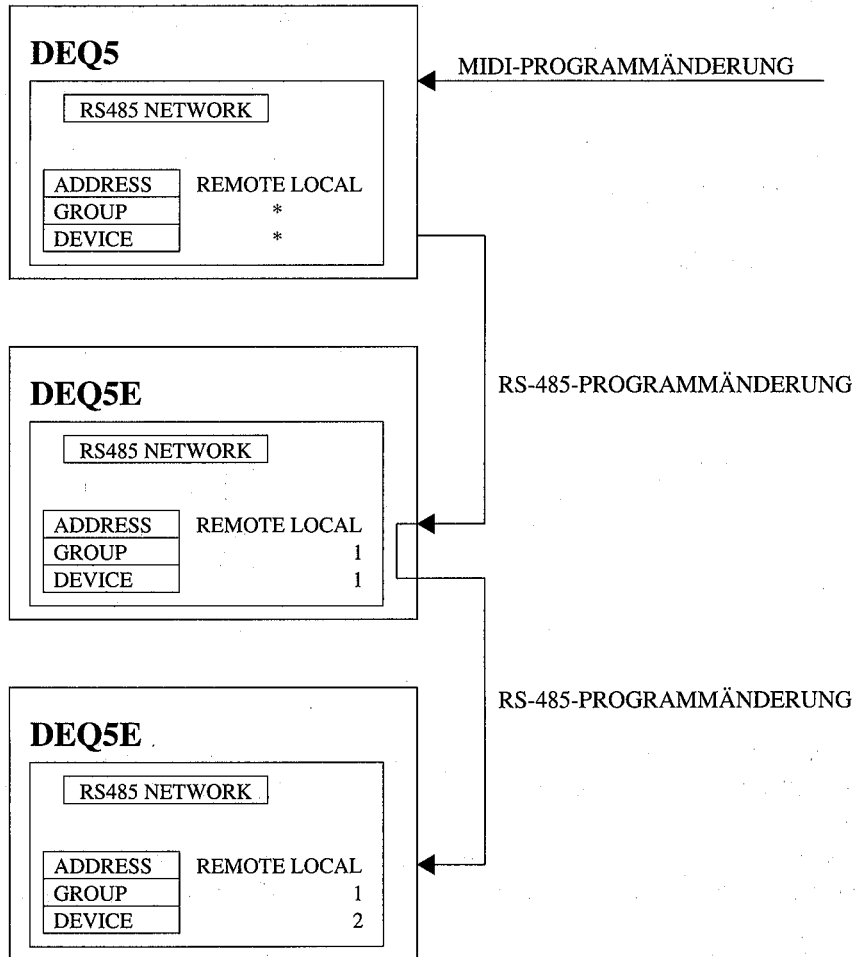 DEQ5
MIDI-PROGRAMMÄNDERUNG
RS485 NETWORK
ADDRESS REMOTE LOCAL
GROUP *
DEVICE *
DEQ5E
RS-485-PROGRAMMÄNDERUNG
RS485 NETWORK
ADDRESS REMOTE LOCAL
GROUP 1
DEVICE 1
RS-485-PROGRAMMÄNDERUNG
DEQ5E
RS485 NETWORK
ADDRESS REMOTE LOCAL
GROUP 1
DEVICE 2